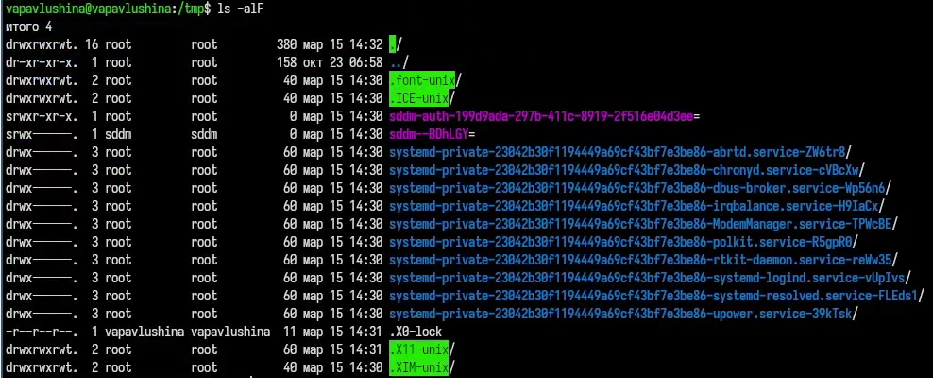 vapavlushina@vapavlushina:/tmp$ ls -alF
итого 4
drwxrwxrwt. 16 root root 380 мар 15 14:32 ./
dr-xr-xr-x. 1 root root 158 окт 23 06:58 ../
drwxrwxrwt. 2 root root 40 мар 15 14:30 .font-unix/
drwxrwxrwt. 2 root root 40 мар 15 14:30 .ICE-unix/
srwxr-xr-x. 1 root root 0 мар 15 14:30 sddm-auth-199d9ada-297b-411c-8919-2f516e04d3ee=
srwx------. 1 sddm sddm 0 мар 15 14:30 sddm--BDhLGY=
drwx------. 3 root root 60 мар 15 14:30 systemd-private-23042b30f1194449a69cf43bf7e3be86-abrtd.service-ZW6tr8/
drwx------. 3 root root 60 мар 15 14:30 systemd-private-23042b30f1194449a69cf43bf7e3be86-chronyd.service-cVBcXw/
drwx------. 3 root root 60 мар 15 14:30 systemd-private-23042b30f1194449a69cf43bf7e3be86-dbus-broker.service-Wp56n6/
drwx------. 3 root root 60 мар 15 14:30 systemd-private-23042b30f1194449a69cf43bf7e3be86-irqbalance.service-H9IaCx/
drwx------. 3 root root 60 мар 15 14:30 systemd-private-23042b30f1194449a69cf43bf7e3be86-ModemManager.service-TPWcBE/
drwx------. 3 root root 60 мар 15 14:30 systemd-private-23042b30f1194449a69cf43bf7e3be86-polkit.service-R5gpR0/
drwx------. 3 root root 60 мар 15 14:30 systemd-private-23042b30f1194449a69cf43bf7e3be86-rtkit-daemon.service-reWw35/
drwx------. 3 root root 60 мар 15 14:30 systemd-private-23042b30f1194449a69cf43bf7e3be86-systemd-logind.service-vUpIvs/
drwx------. 3 root root 60 мар 15 14:30 systemd-private-23042b30f1194449a69cf43bf7e3be86-systemd-resolved.service-FLEds1/
drwx------. 3 root root 60 мар 15 14:30 systemd-private-23042b30f1194449a69cf43bf7e3be86-upower.service-39kTsk/
-r--r--r--. 1 vapavlushina vapavlushina 11 мар 15 14:31 .X0-lock
drwxrwxrwt. 2 root root 60 мар 15 14:31 .X11-unix/
drwxrwxrwt. 2 root root 40 мар 15 14:30 .XIM-unix/